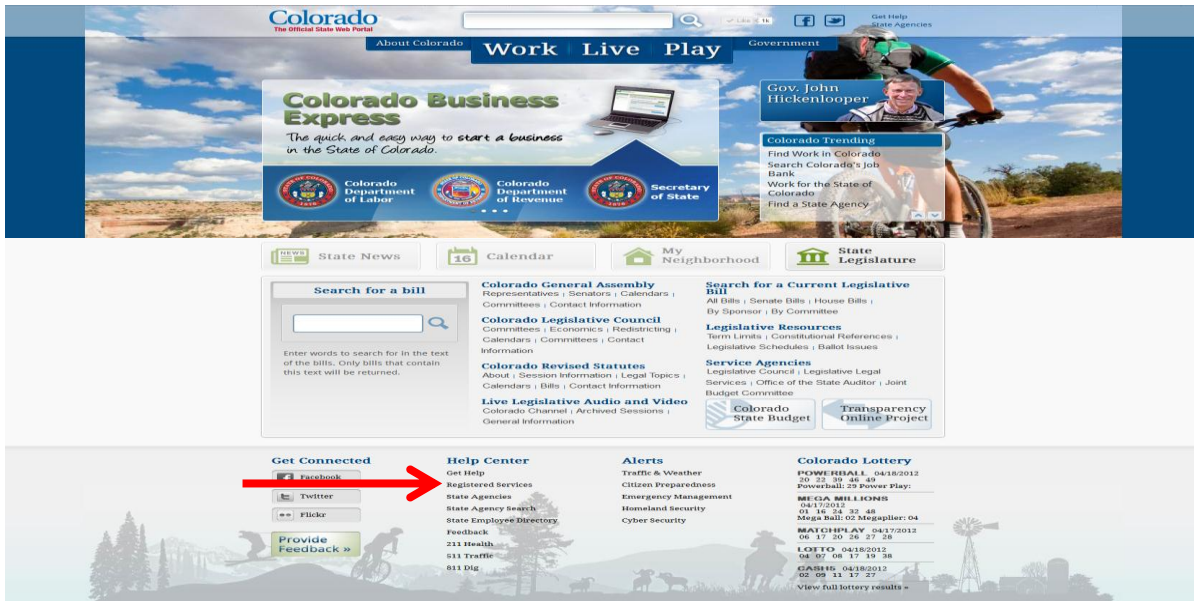 Colorado
The Official State Web Portal
Like 1k
Get Help
State Agencies
About Colorado
Work Live Play
Government
Colorado Business
Express
The quick and easy way to start a business
in the State of Colorado.
Colorado
Department
of Labor
Colorado
Department
of Revenue
Secretary
of State
Gov. John
Hickenlooper
Colorado Trending
Find Work in Colorado
Search Colorado's Job
Bank
Work for the State of
Colorado
Find a State Agency
NEWS
State News
16
Calendar
My
Neighborhood
State
Legislature
Search for a bill
Enter words to search for in the text
of the bills. Only bills that contain
this text will be returned.
Colorado General Assembly
Representatives | Senators | Calendars |
Committees | Contact Information
Colorado Legislative Council
Committees | Economics | Redistricting |
Calendars | Committees | Contact
Information
Colorado Revised Statutes
About | Session Information | Legal Topics |
Calendars | Bills | Contact Information
Live Legislative Audio and Video
Colorado Channel | Archived Sessions |
General Information
Search for a Current Legislative
Bill
All Bills | Senate Bills | House Bills |
By Sponsor | By Committee
Legislative Resources
Term Limits | Constitutional References |
Legislative Schedules | Ballot Issues
Service Agencies
Legislative Council | Legislative Legal
Services | Office of the State Auditor | Joint
Budget Committee
Colorado
State Budget
Transparency
Online Project
Get Connected
Facebook
Twitter
Flickr
Provide
Feedback »
Help Center
Get Help
Registered Services
State Agencies
State Agency Search
State Employee Directory
Feedback
211 Health
511 Traffic
811 Dig
Alerts
Traffic & Weather
Citizen Preparedness
Emergency Management
Homeland Security
Cyber Security
Colorado Lottery
POWERBALL 04/18/2012
20 22 39 46 49
Powerball: 29 Power Play:
MEGA MILLIONS
04/17/2012
01 16 24 32 48
Mega Ball: 02 Megaplier: 04
MATCHPLAY 04/17/2012
06 17 20 26 27 28
LOTTO 04/18/2012
04 07 08 17 19 38
CASH5 04/18/2012
02 09 11 17 27
View full lottery results »